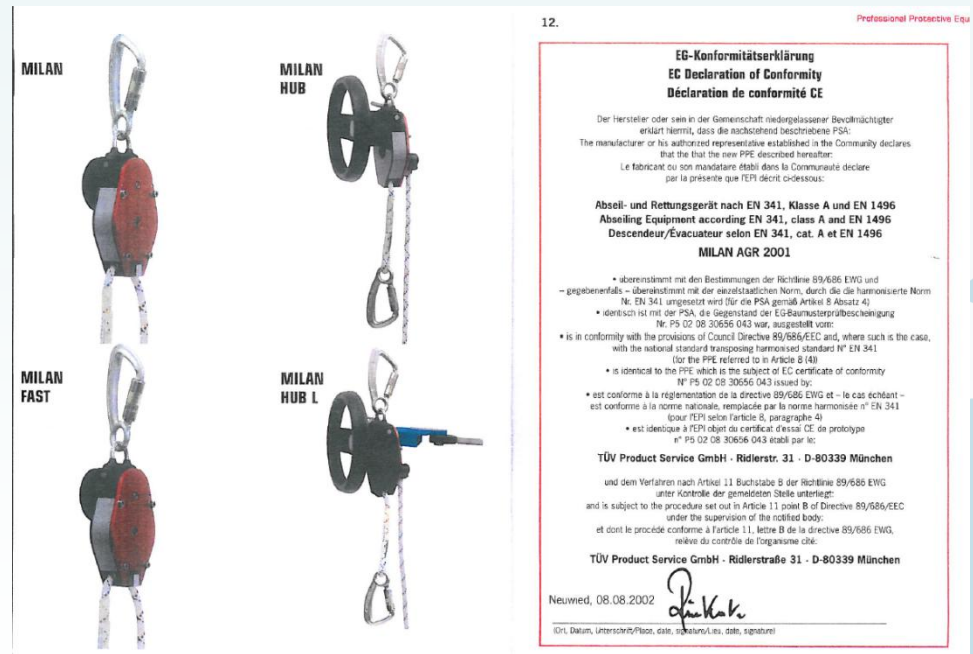 MILAN
MILAN
HUB
MILAN
FAST
MILAN
HUB L
12.
Professional Protective Equi
EG-Konformitätserklärung
EC Declaration of Conformity
Déclaration de conformité CE
Der Hersteller oder sein in der Gemeinschaft niedergelassener Bevollmächtigter
erklärt hiermit, dass die nachstehend beschriebene PSA:
The manufacturer or his authorized representative established in the Community declares
that the that the new PPE described hereafter:
Le fabricant ou son mandataire établi dans la Communauté déclare
par la présente que l'EPI décrit ci-dessous:
Abseil- und Rettungsgerät nach EN 341, Klasse A und EN 1496
Abseiling Equipment according EN 341, class A and EN 1496
Descendeur/Évacuateur selon EN 341, cat. A et EN 1496
MILAN AGR 2001
• übereinstimmt mit den Bestimmungen der Richtlinie 89/686 EWG und
– gegebenenfalls – übereinstimmt mit der einzelstaatlichen Norm, durch die die harmonisierte Norm
Nr. EN 341 umgesetzt wird (für die PSA gemäß Artikel 8 Absatz 4)
• identisch ist mit der PSA, die Gegenstand der EG-Baumusterprüfbescheinigung
Nr. P5 02 08 30656 043 war, ausgestellt vom:
• is in conformity with the provisions of Council Directive 89/686/EEC and, where such is the case,
with the national standard transposing harmonised standard N° EN 341
(for the PPE referred to in Article 8 (4))
• is identical to the PPE which is the subject of EC certificate of conformity
N° P5 02 08 30656 043 issued by:
• est conforme à la réglementation de la directive 89/686 EWG et – le cas échéant –
est conforme à la norme nationale, remplacée par la norme harmonisée n° EN 341
(pour l'EPI selon l'article 8, paragraphe 4)
• est identique à l'EPI objet du certificat d'essai CE de prototype
n° P5 02 08 30656 043 établi par le:
TÜV Product Service GmbH - Ridlerstr. 31 - D-80339 München
und dem Verfahren nach Artikel 11 Buchstabe B der Richtlinie 89/686 EWG
unter Kontrolle der gemeldeten Stelle unterliegt:
and is subject to the procedure set out in Article 11 point B of Directive 89/686/EEC
under the supervision of the notified body:
et dont le procédé conforme à l'article 11, lettre B de la directive 89/686 EWG,
relève du contrôle de l'organisme cité:
TÜV Product Service GmbH - Ridlerstraße 31 - D-80339 München
Neuwied, 08.08.2002
(Ort, Datum, Unterschrift/Place, date, signature/Lieu, date, signature)